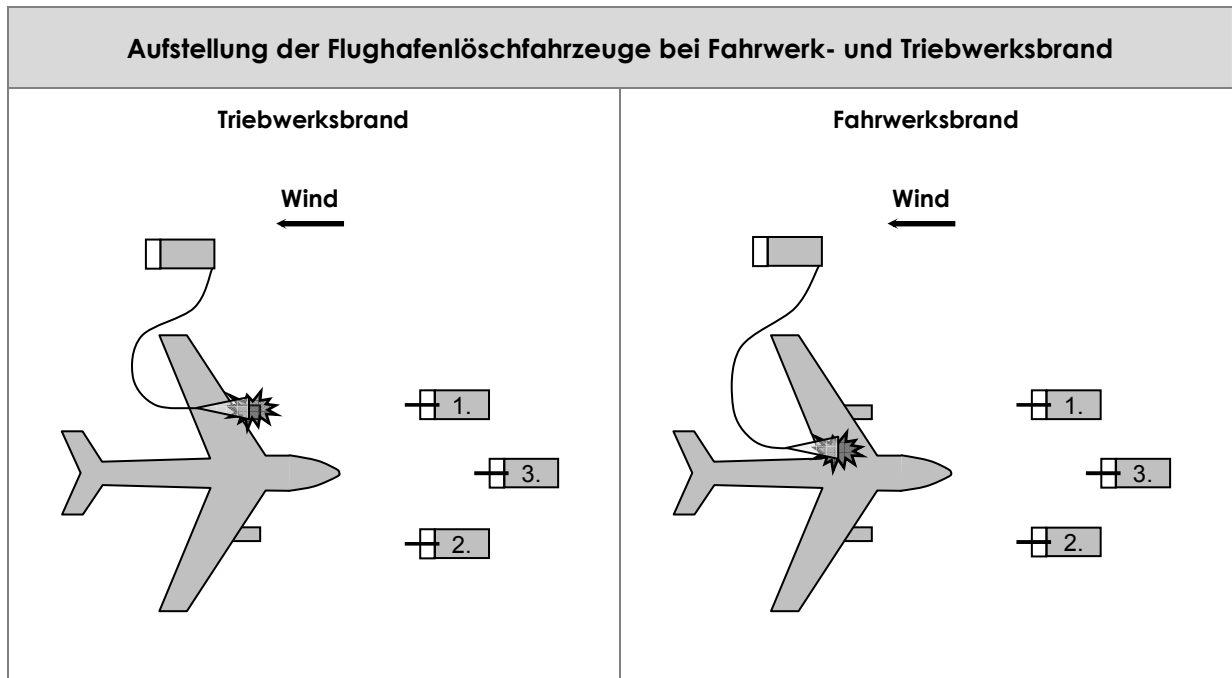 Aufstellung der Flughafenlöschfahrzeuge bei Fahrwerk- und Triebwerksbrand
Triebwerksbrand
Wind
1.
3.
2.
Fahrwerksbrand
Wind
1.
3.
2.